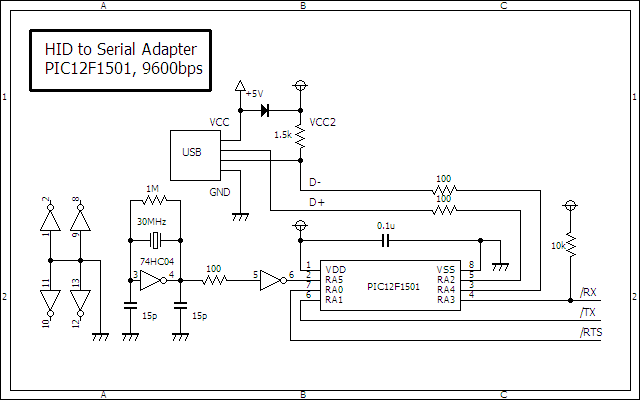 A B C
HID to Serial Adapter
PIC12F1501, 9600bps
+5V
1 1
VCC VCC2
1.5k
USB
D- 100
1M GND
D+ 100
2 8
30MHz 0.1u
1 9
74HC04
10k
3 4 100 5 6
1 VDD VSS 8
2 RA5 RA2 5
7 RA0 PIC12F1501 RA4 3
6 RA1 RA3 4
11 13
2 2
/RX
15p 15p
/TX
10 12
/RTS
A B C